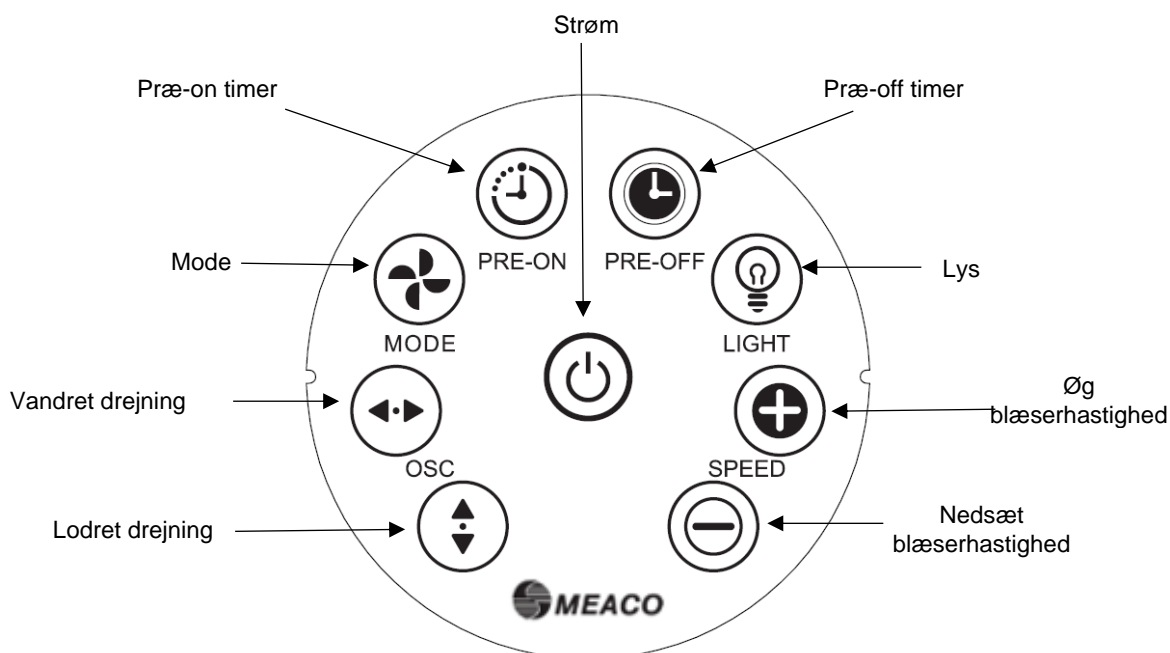 Strøm
Præ-on timer
Præ-off timer
PRE-ON
PRE-OFF
Mode
Lys
MODE
LIGHT
Vandret drejning
Øg
blæserhastighed
OSC
SPEED
Lodret drejning
Nedsæt
blæserhastighed
MEACO